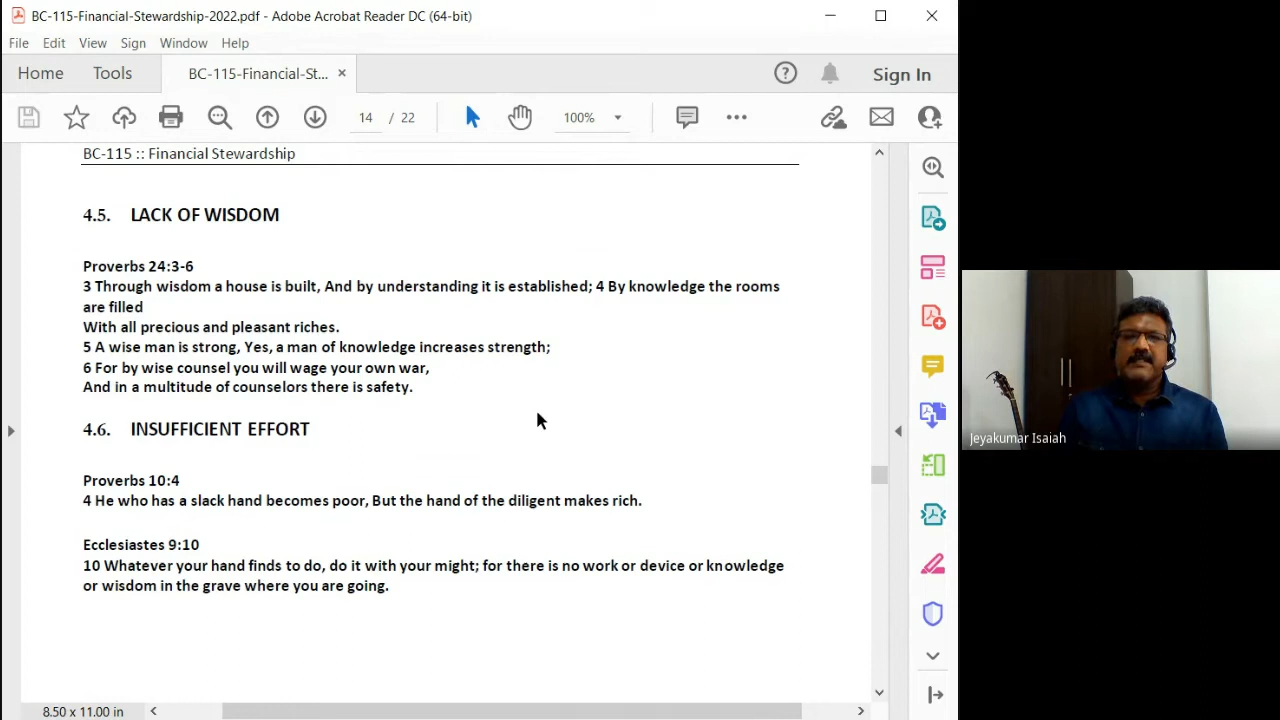 BC-115-Financial-Stewardship-2022.pdf - Adobe Acrobat Reader DC (64-bit)
File Edit View Sign Window Help
Home Tools BC-115-Financial-St... × Sign In
14 / 22 100%
BC-115 :: Financial Stewardship
4.5. LACK OF WISDOM
Proverbs 24:3-6
3 Through wisdom a house is built, And by understanding it is established; 4 By knowledge the rooms
are filled
With all precious and pleasant riches.
5 A wise man is strong, Yes, a man of knowledge increases strength;
6 For by wise counsel you will wage your own war,
And in a multitude of counselors there is safety.
4.6. INSUFFICIENT EFFORT
Proverbs 10:4
4 He who has a slack hand becomes poor, But the hand of the diligent makes rich.
Ecclesiastes 9:10
10 Whatever your hand finds to do, do it with your might; for there is no work or device or knowledge
or wisdom in the grave where you are going.
8.50 x 11.00 in
Jeyakumar Isaiah